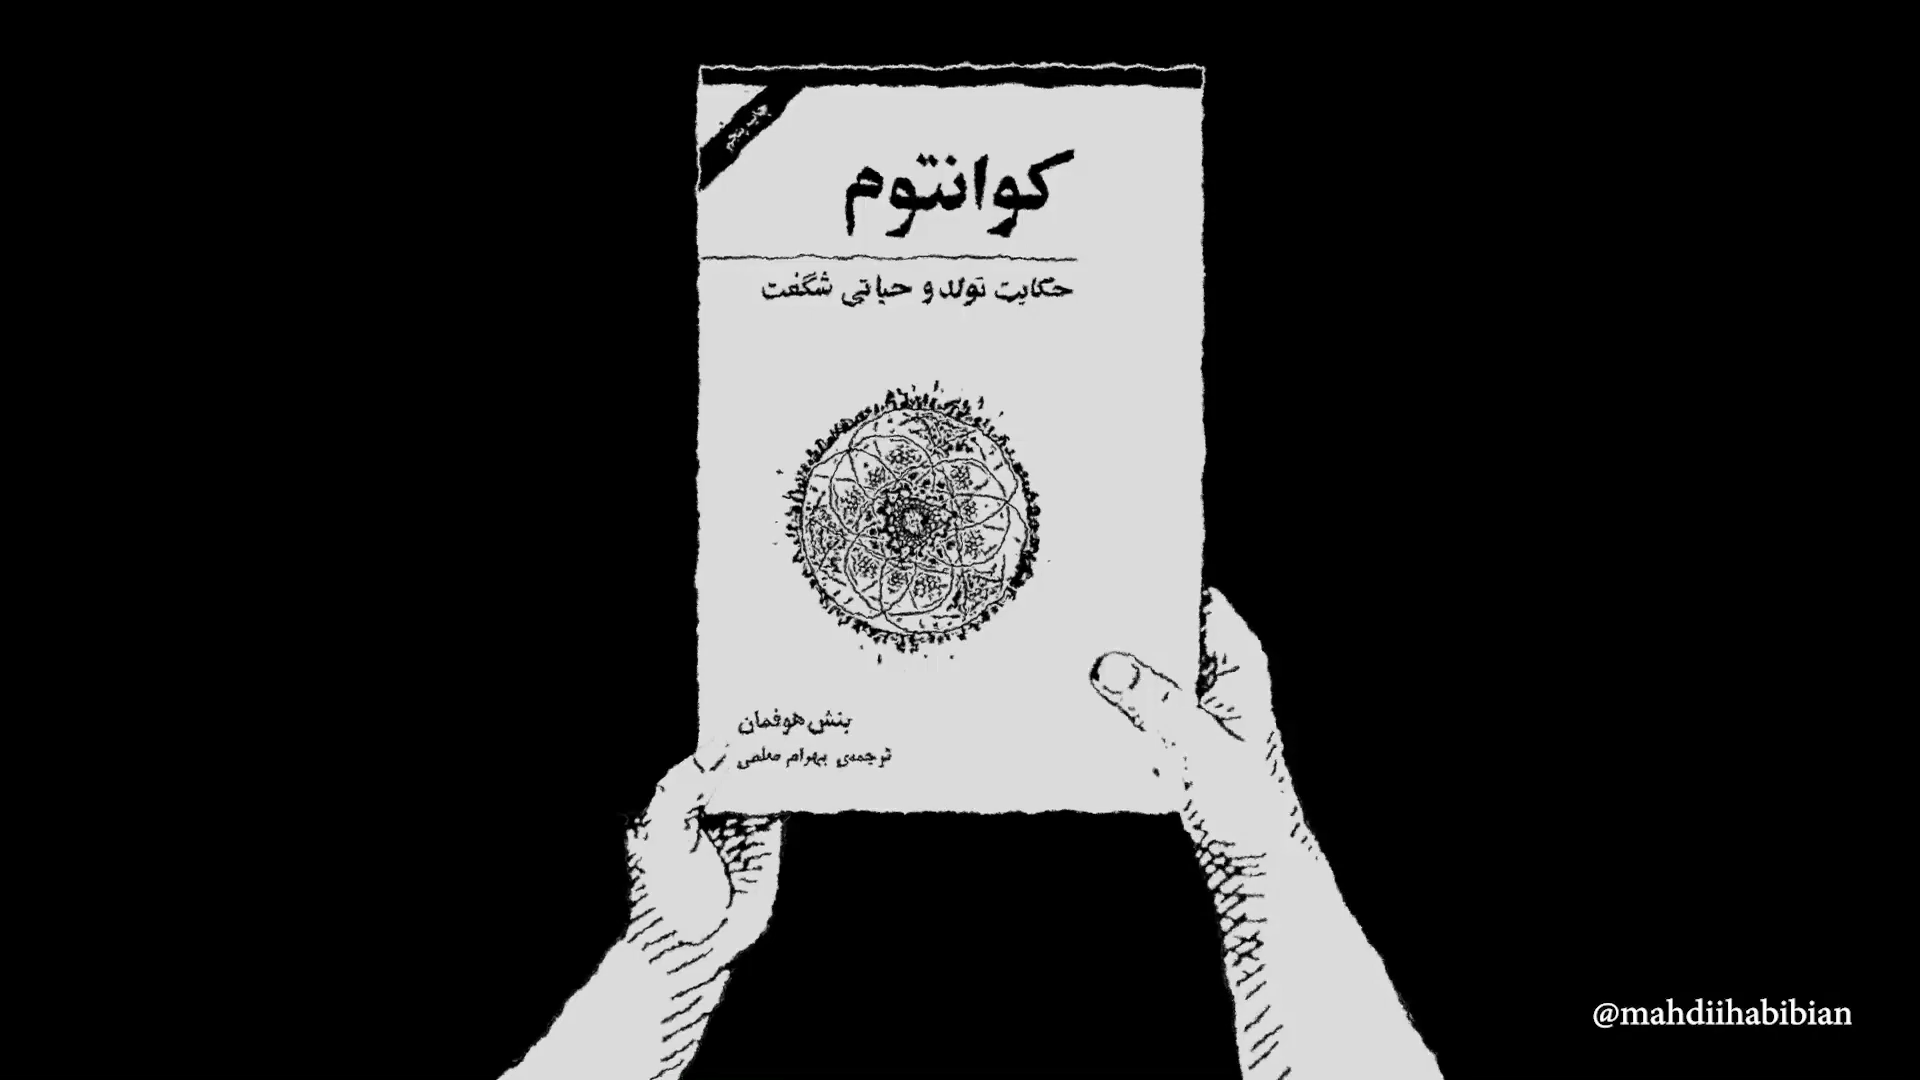 چاپ پنجم
کوانتوم
حکایت تولد و حیاتی شگفت
بنش هوفمان
ترجمه‌ی بهرام معلمی
@mahdiihabibian